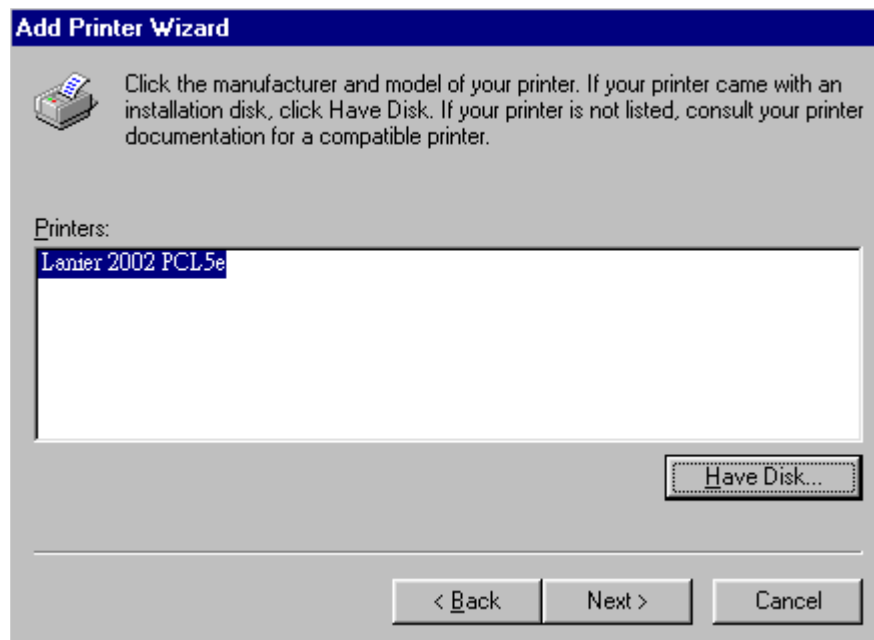 Add Printer Wizard
Click the manufacturer and model of your printer. If your printer came with an
installation disk, click Have Disk. If your printer is not listed, consult your printer
documentation for a compatible printer.
Printers:
Lanier 2002 PCL5e
Have Disk...
< Back Next > Cancel